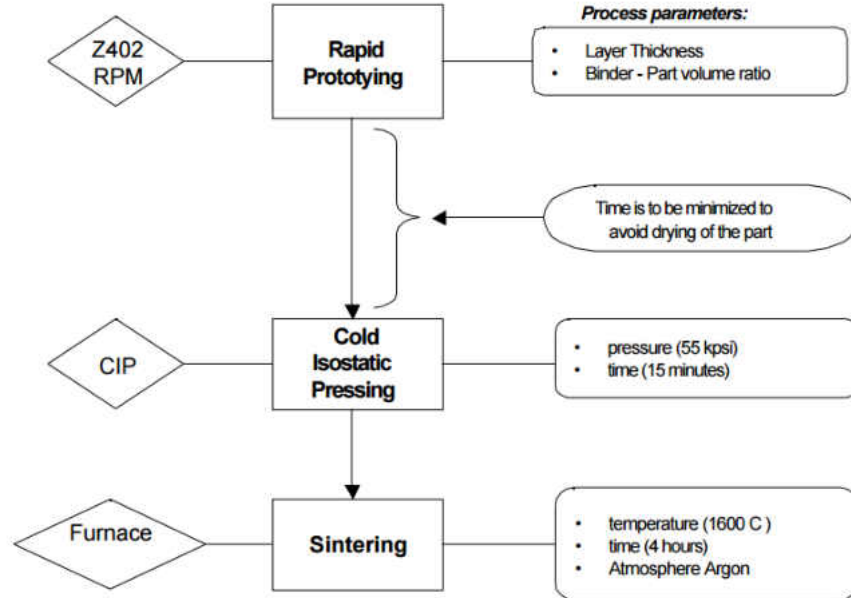 Process parameters:
Z402
RPM
Rapid
Prototying
• Layer Thickness
• Binder - Part volume ratio
Time is to be minimized to
avoid drying of the part
CIP
Cold
Isostatic
Pressing
• pressure (55 kpsi)
• time (15 minutes)
Furnace
Sintering
• temperature (1600 C )
• time (4 hours)
• Atmosphere Argon